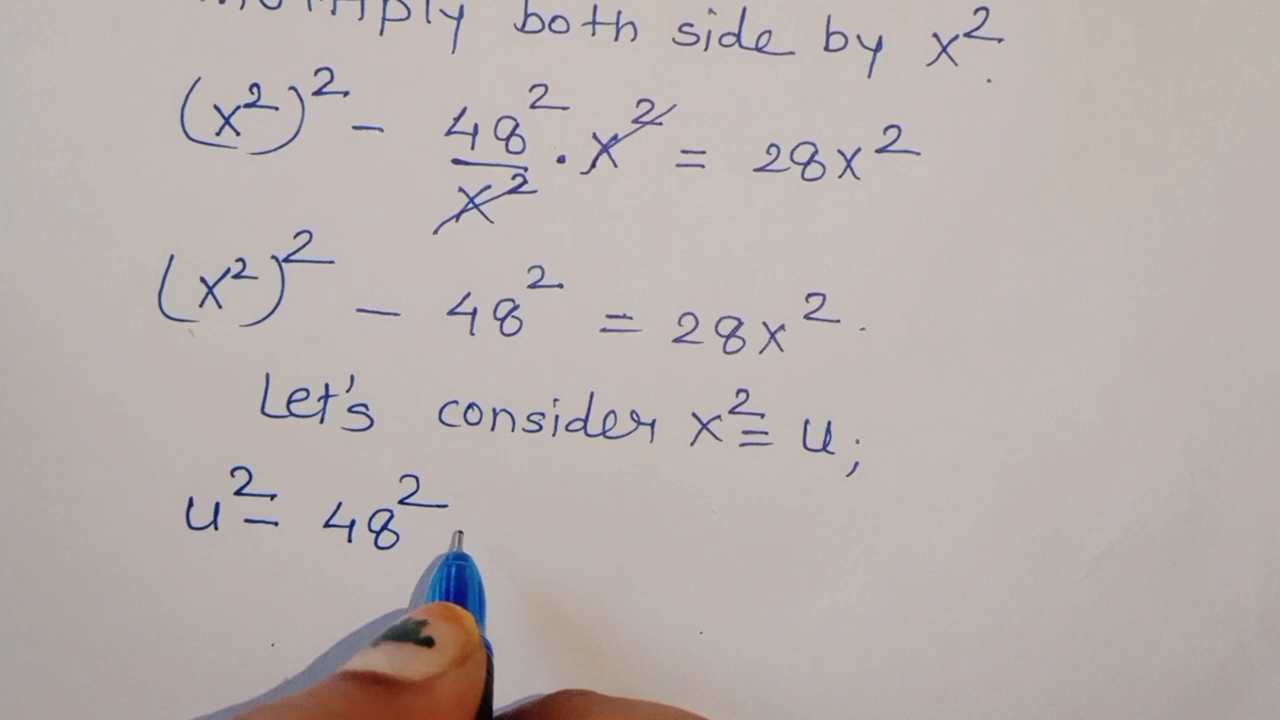 Multiply both side by x².
(x²)² - 48²/x² . x² = 28x²
(x²)² - 48² = 28x².
Let's consider x² = u;
u² - 48²